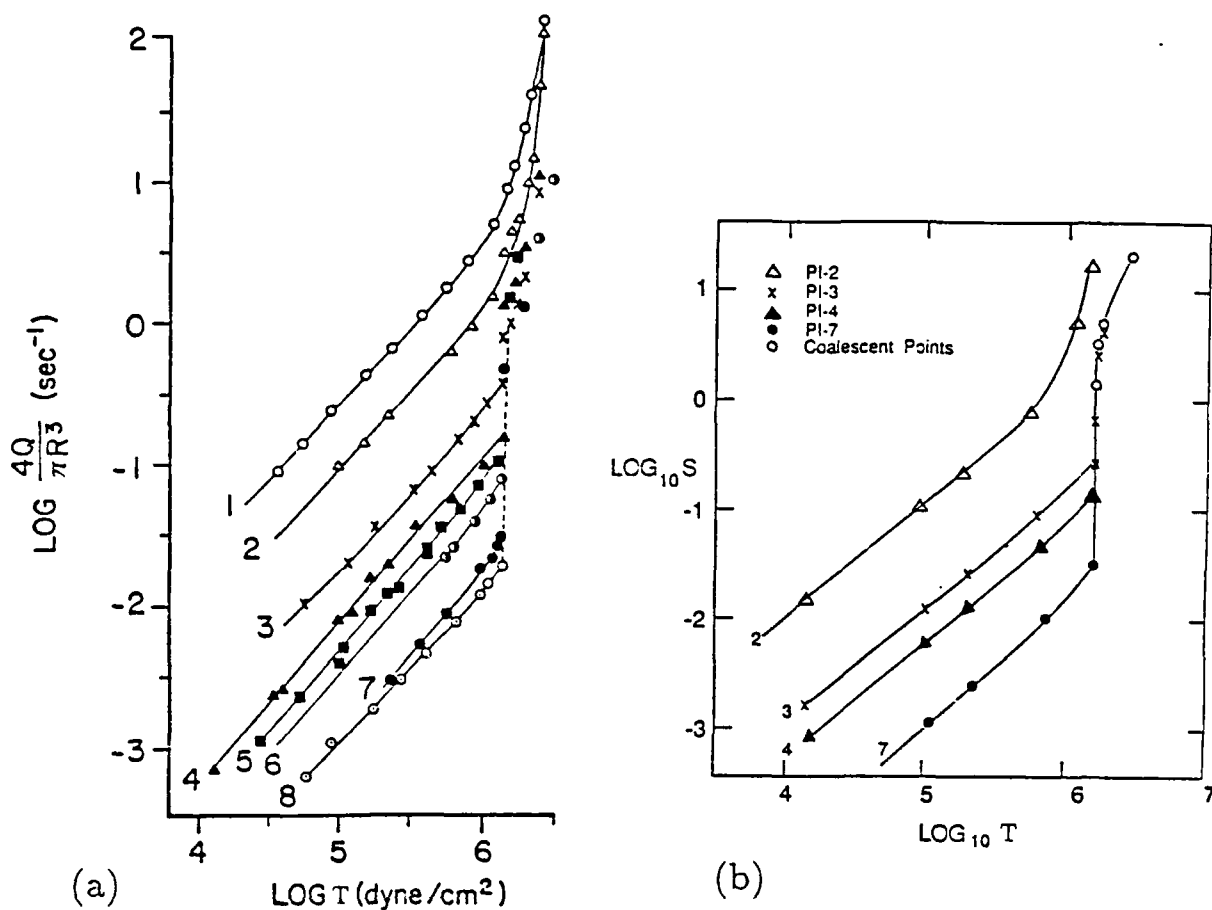 2
1
0
-1
-2
-3
LOG 4Q/πR³ (sec⁻¹)
1
2
3
4
5
6
7
8
4 5 6
LOG T (dyne/cm²)
(a)
PI-2
PI-3
PI-4
PI-7
Coalescent Points
1
0
-1
-2
-3
LOG₁₀ S
2
3
4
7
4 5 6 7
LOG₁₀ T
(b)